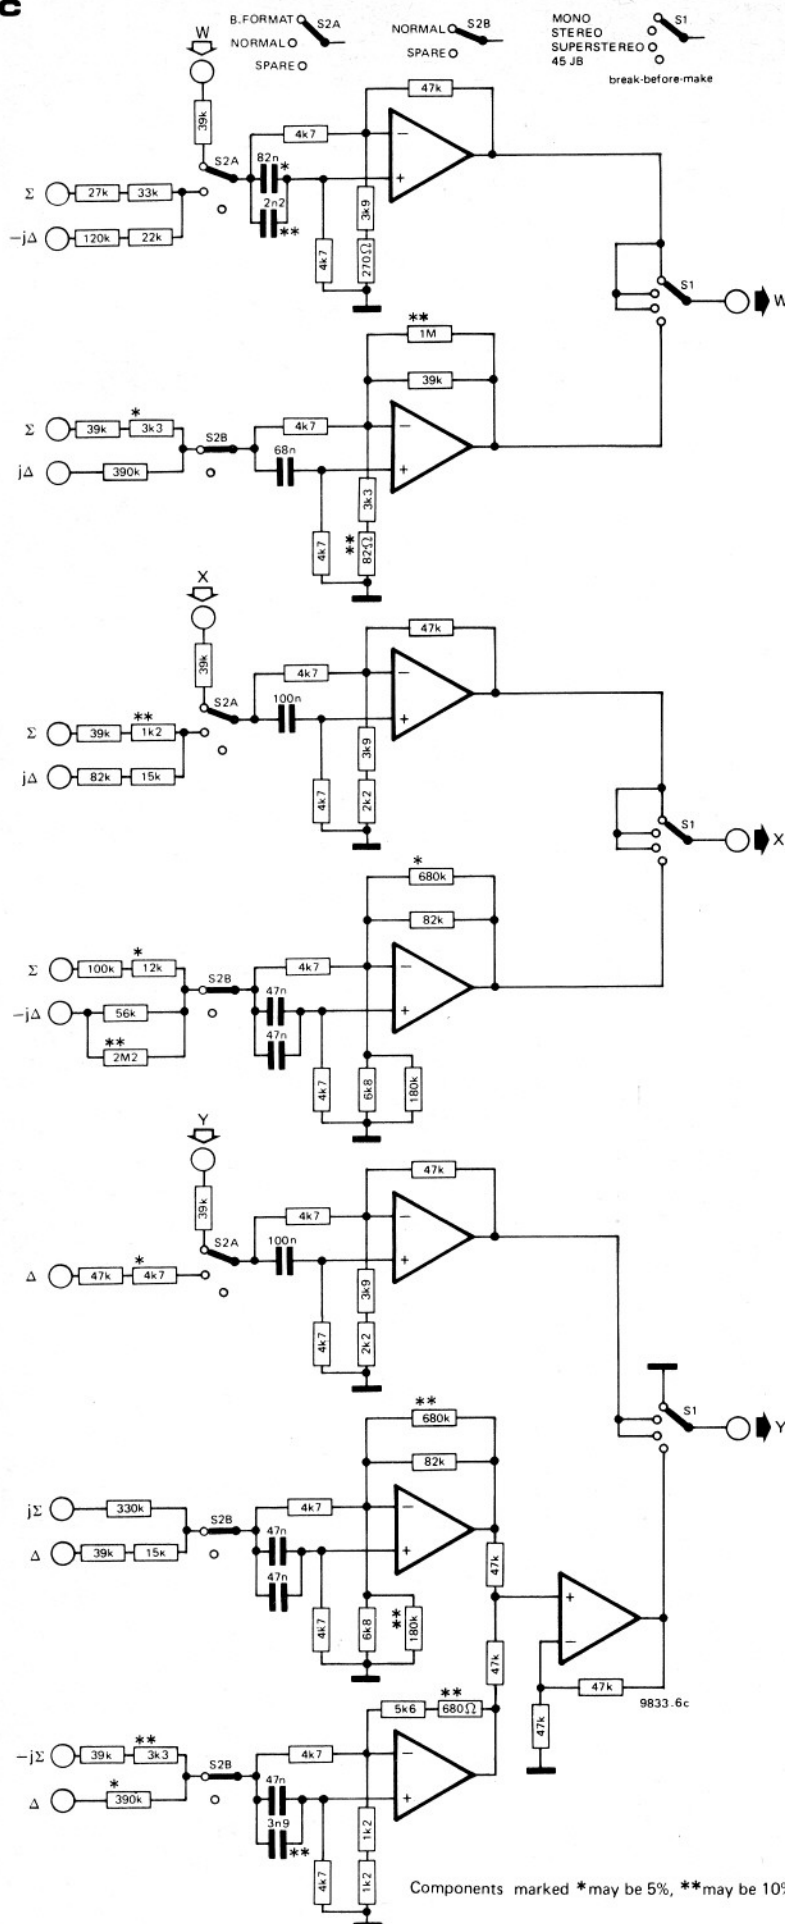 c
B.FORMAT S2A
NORMAL
SPARE
NORMAL S2B
SPARE
MONO S1
STEREO
SUPERSTEREO
45 JB
break-before-make
W
39k
47k
4k7
S2A
82n *
2n2 **
Σ 27k 33k
−jΔ 120k 22k
4k7
3k9
270Ω
− +
S1
W
**
1M
39k
Σ 39k * 3k3
jΔ 390k
S2B
4k7
68n
− +
4k7
3k3
** 82Ω
X
39k
47k
4k7
S2A
100n
Σ 39k ** 1k2
jΔ 82k 15k
− +
4k7
3k9
2k2
S1
X
*
680k
82k
Σ 100k * 12k
−jΔ 56k
** 2M2
S2B
4k7
47n
47n
− +
4k7
6k8
180k
Y
39k
47k
4k7
S2A
100n
Δ 47k * 4k7
− +
4k7
3k9
2k2
S1
Y
**
680k
82k
jΣ 330k
Δ 39k 15k
S2B
4k7
47n
47n
− +
4k7
6k8
** 180k
47k
47k
+ −
47k
47k
9833.6c
5k6 ** 680Ω
−jΣ 39k ** 3k3
Δ * 390k
S2B
4k7
47n
3n9 **
− +
4k7
1k2
1k2
Components marked *may be 5%, **may be 10%